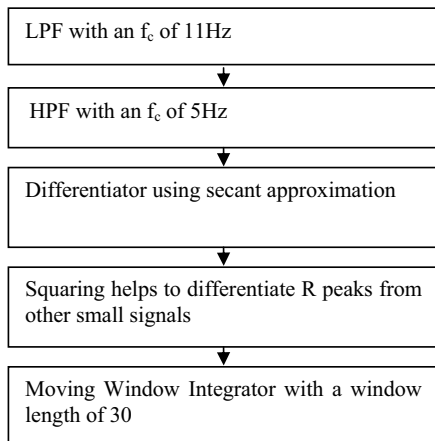 LPF with an fc of 11Hz
HPF with an fc of 5Hz
Differentiator using secant approximation
Squaring helps to differentiate R peaks from
other small signals
Moving Window Integrator with a window
length of 30